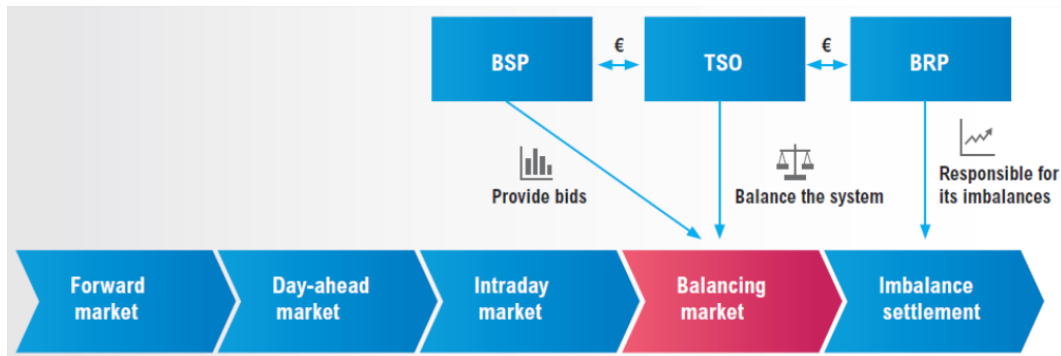 BSP
€
TSO
€
BRP
Provide bids
Balance the system
Responsible for
its imbalances
Forward
market
Day-ahead
market
Intraday
market
Balancing
market
Imbalance
settlement